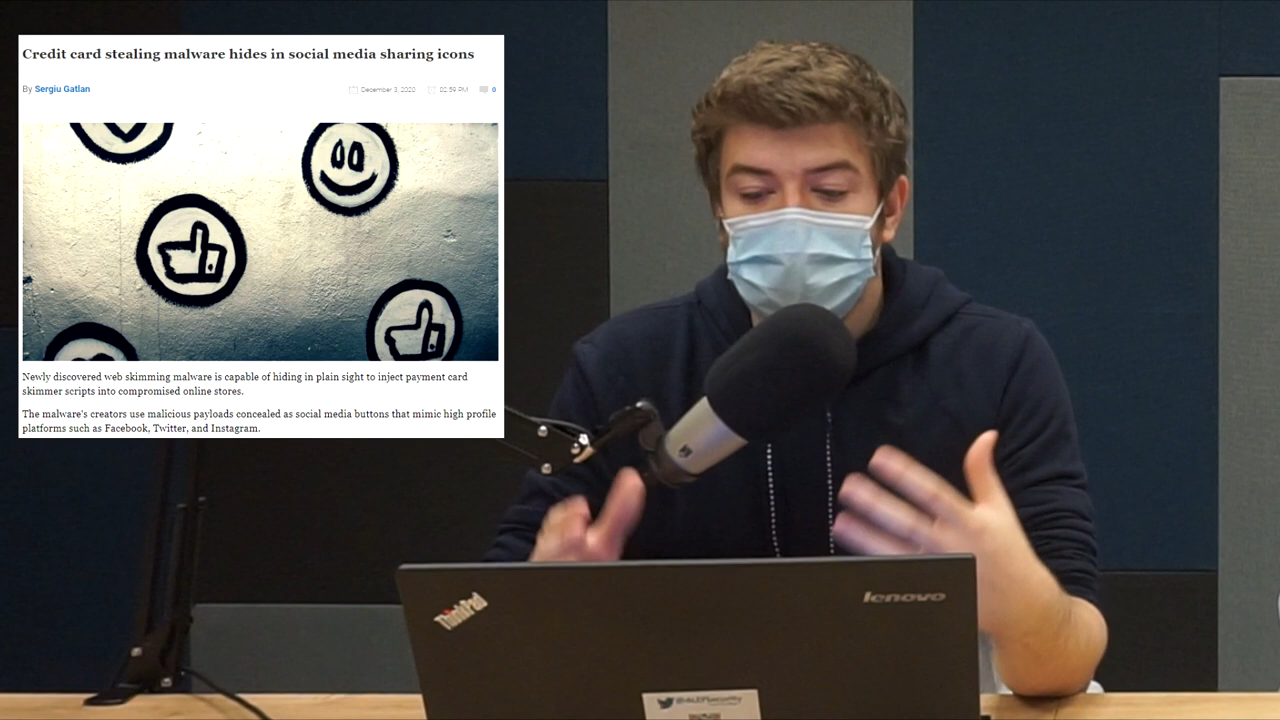 Credit card stealing malware hides in social media sharing icons
By Sergiu Gatlan
December 3, 2020 02:59 PM 0
Newly discovered web skimming malware is capable of hiding in plain sight to inject payment card
skimmer scripts into compromised online stores.
The malware's creators use malicious payloads concealed as social media buttons that mimic high profile
platforms such as Facebook, Twitter, and Instagram.
ThinkPad
lenovo